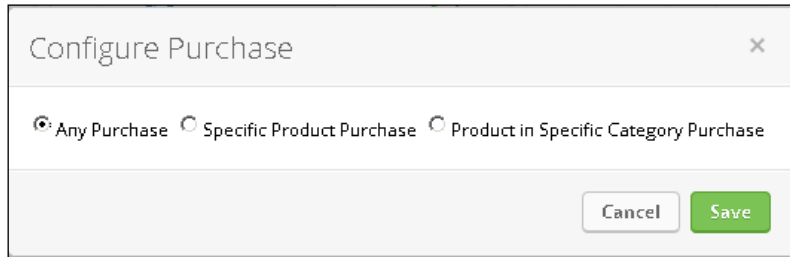 Configure Purchase ×
Any Purchase Specific Product Purchase Product in Specific Category Purchase
Cancel Save